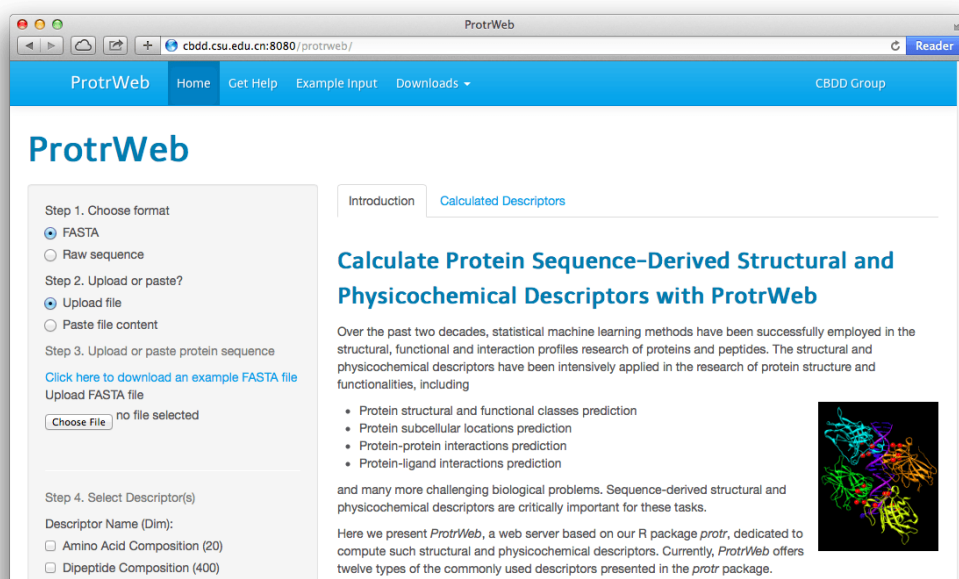 ProtrWeb
cbdd.csu.edu.cn:8080/protrweb/
Reader
ProtrWeb Home Get Help Example Input Downloads CBDD Group
ProtrWeb
Step 1. Choose format
FASTA
Raw sequence
Step 2. Upload or paste?
Upload file
Paste file content
Step 3. Upload or paste protein sequence
Click here to download an example FASTA file
Upload FASTA file
Choose File no file selected
Step 4. Select Descriptor(s)
Descriptor Name (Dim):
Amino Acid Composition (20)
Dipeptide Composition (400)
Introduction Calculated Descriptors
Calculate Protein Sequence-Derived Structural and
Physicochemical Descriptors with ProtrWeb
Over the past two decades, statistical machine learning methods have been successfully employed in the
structural, functional and interaction profiles research of proteins and peptides. The structural and
physicochemical descriptors have been intensively applied in the research of protein structure and
functionalities, including
• Protein structural and functional classes prediction
• Protein subcellular locations prediction
• Protein-protein interactions prediction
• Protein-ligand interactions prediction
and many more challenging biological problems. Sequence-derived structural and
physicochemical descriptors are critically important for these tasks.
Here we present ProtrWeb, a web server based on our R package protr, dedicated to
compute such structural and physicochemical descriptors. Currently, ProtrWeb offers
twelve types of the commonly used descriptors presented in the protr package.